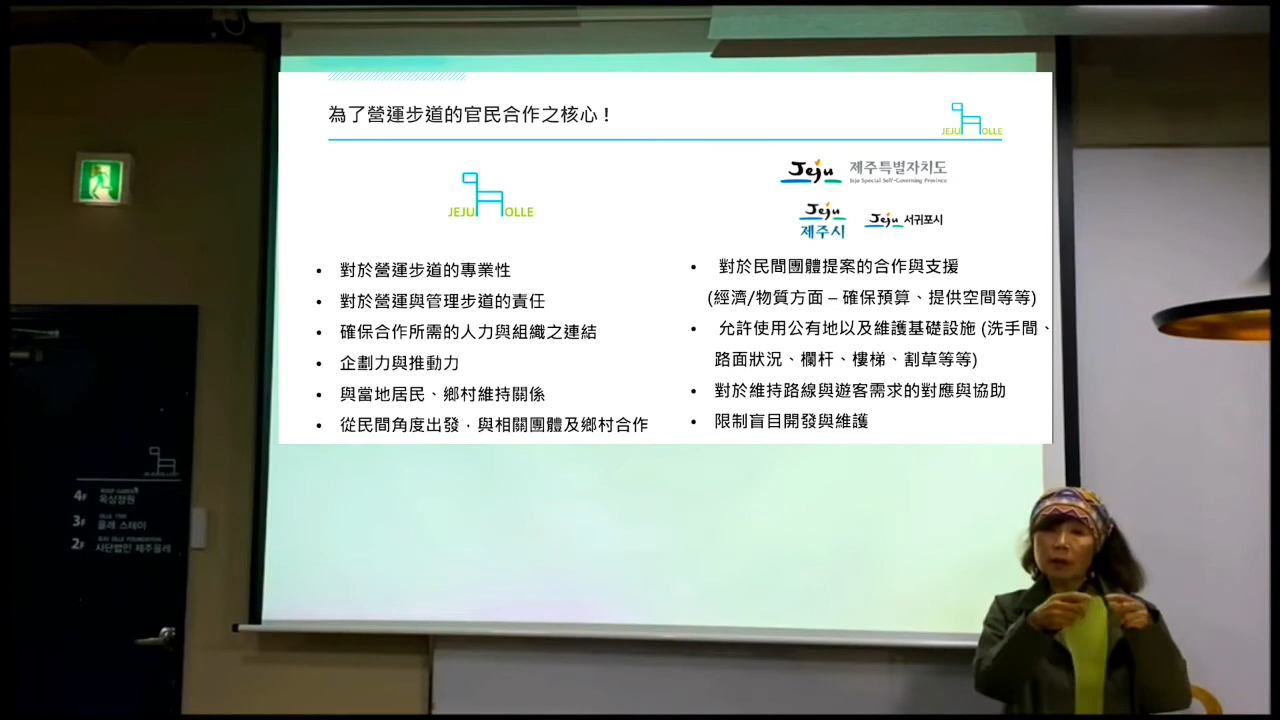 為了營運步道的官民合作之核心！
JEJU OLLE
JEJU OLLE
• 對於營運步道的專業性
• 對於營運與管理步道的責任
• 確保合作所需的人力與組織之連結
• 企劃力與推動力
• 與當地居民、鄉村維持關係
• 從民間角度出發，與相關團體及鄉村合作
Jeju 제주특별자치도
Jeju Special Self-Governing Province
Jeju
제주시
Jeju 서귀포시
• 對於民間團體提案的合作與支援
(經濟/物質方面 – 確保預算、提供空間等等)
• 允許使用公有地以及維護基礎設施 (洗手間、
路面狀況、欄杆、樓梯、割草等等)
• 對於維持路線與遊客需求的對應與協助
• 限制盲目開發與維護
4F ROOF GARDEN
옥상정원
3F
올레 스테이
2F JEJU OLLE FOUNDATION
사단법인 제주올레